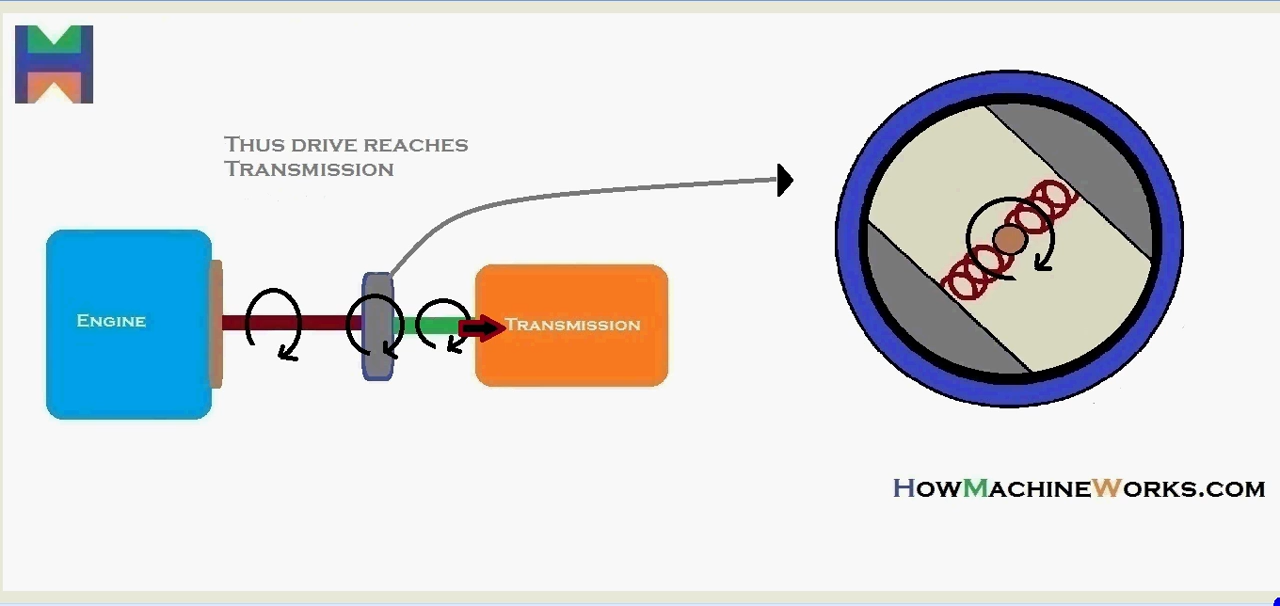 Thus drive reaches
Transmission
Engine
Transmission
HowMachineWorks.com